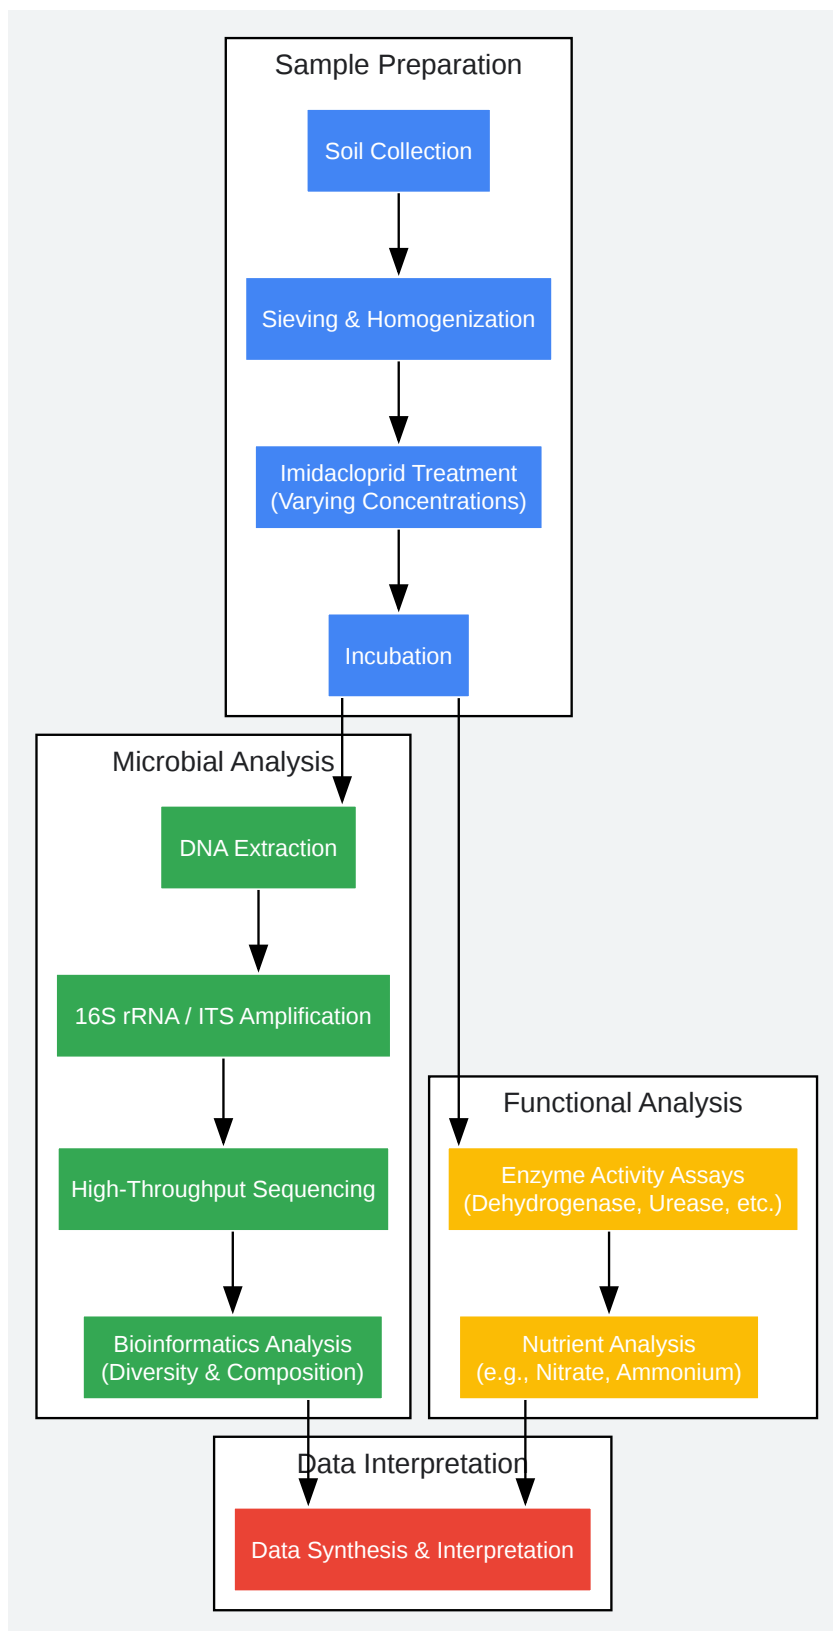 Sample Preparation
Soil Collection
Sieving & Homogenization
Imidacloprid Treatment
(Varying Concentrations)
Incubation
Microbial Analysis
DNA Extraction
16S rRNA / ITS Amplification
High-Throughput Sequencing
Bioinformatics Analysis
(Diversity & Composition)
Functional Analysis
Enzyme Activity Assays
(Dehydrogenase, Urease, etc.)
Nutrient Analysis
(e.g., Nitrate, Ammonium)
Data Interpretation
Data Synthesis & Interpretation